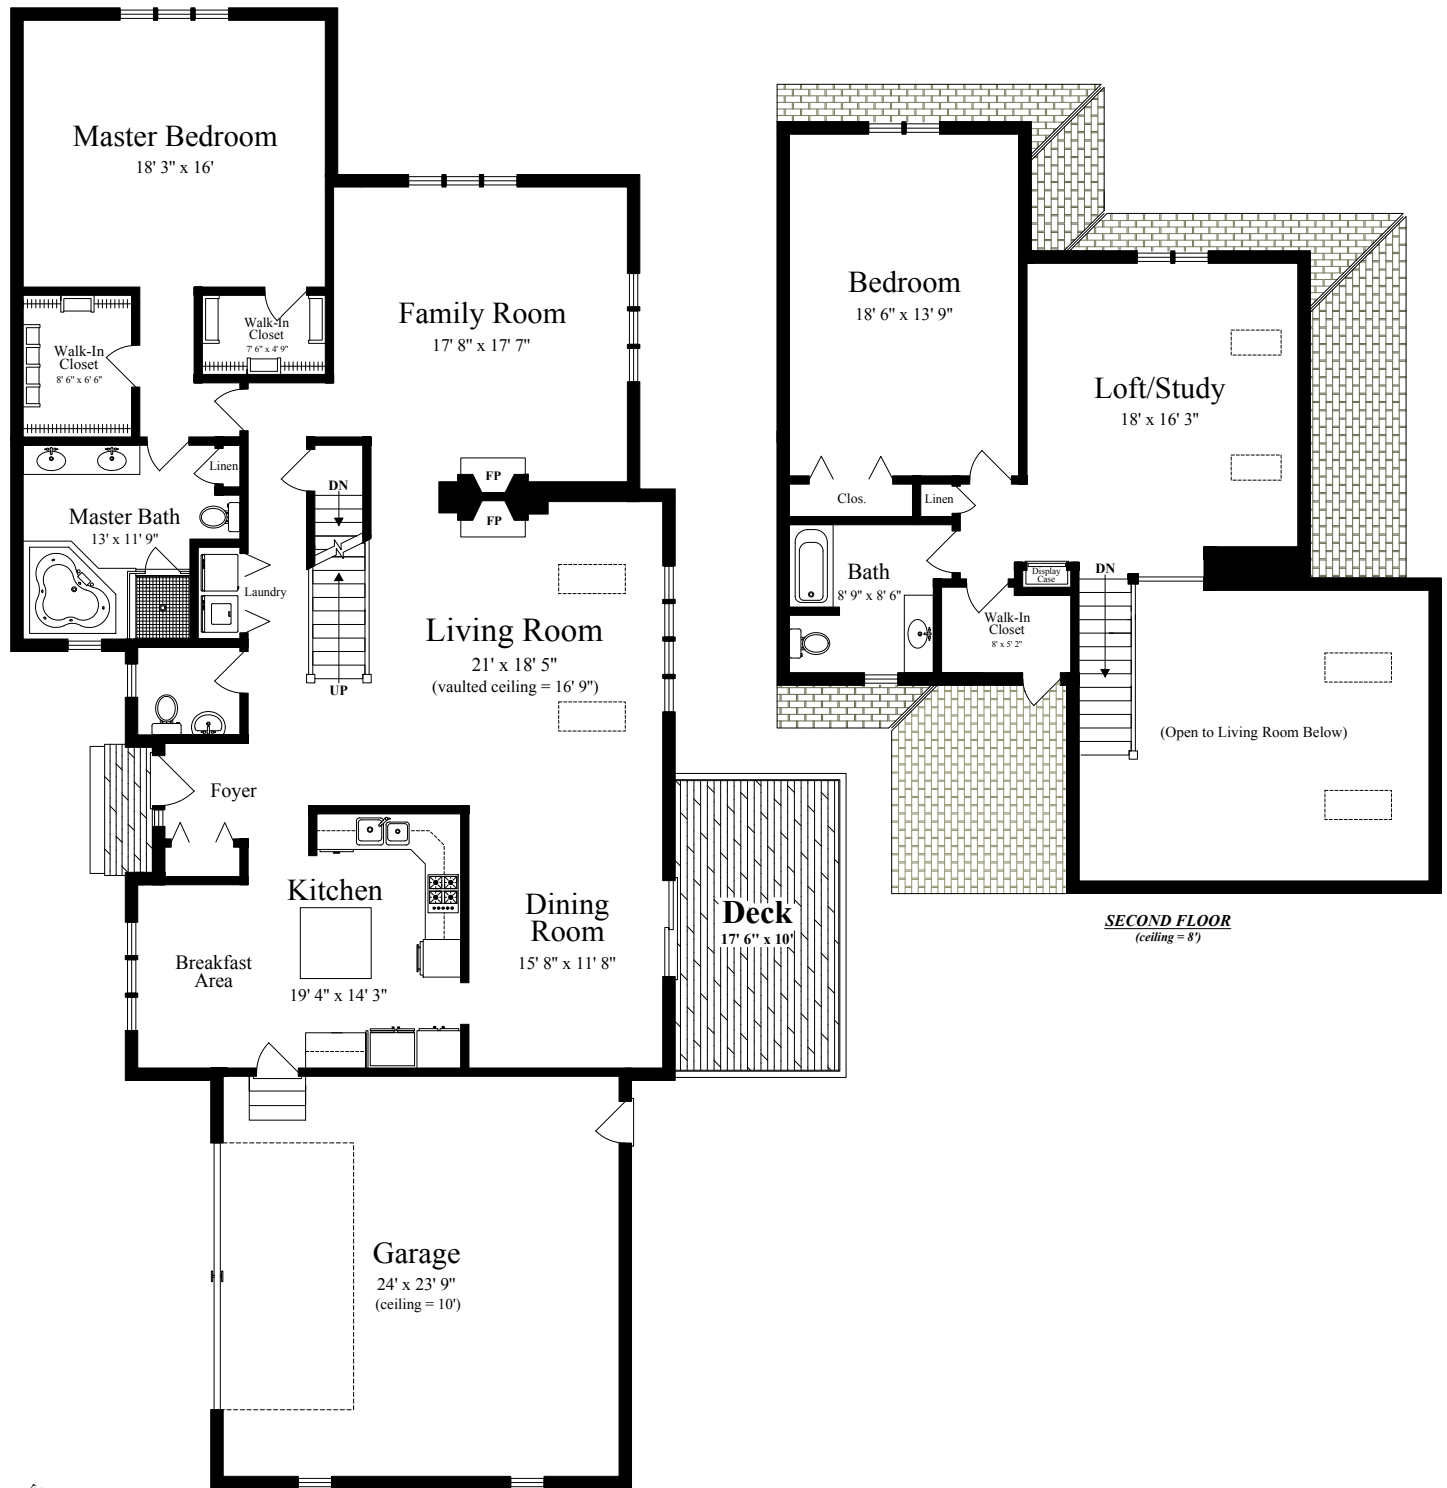 Master Bedroom
18' 3" x 16'
Family Room
17' 8" x 17' 7"
Walk-In
Closet
8' 6" x 6' 6"
Walk-In
Closet
7' 6" x 4' 9"
Linen
Master Bath
13' x 11' 9"
Laundry
DN
UP
FP
FP
Living Room
21' x 18' 5"
(vaulted ceiling = 16' 9")
Foyer
Kitchen
19' 4" x 14' 3"
Breakfast
Area
Dining
Room
15' 8" x 11' 8"
Deck
17' 6" x 10'
Garage
24' x 23' 9"
(ceiling = 10')
Bedroom
18' 6" x 13' 9"
Loft/Study
18' x 16' 3"
Clos.
Linen
Bath
8' 9" x 8' 6"
Display
Case
DN
Walk-In
Closet
8' x 5' 2"
(Open to Living Room Below)
SECOND FLOOR
(ceiling = 8')